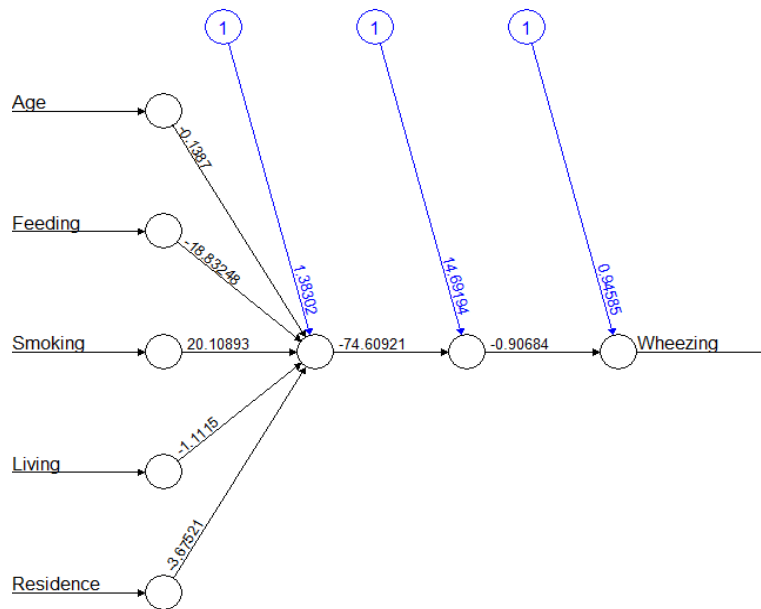 1 1 1
Age
-0.1387
Feeding
-18.83248
1.38302
14.69194
0.94585
Smoking
20.10893
-74.60921
-0.90684
Wheezing
Living
-1.1115
-3.67521
Residence